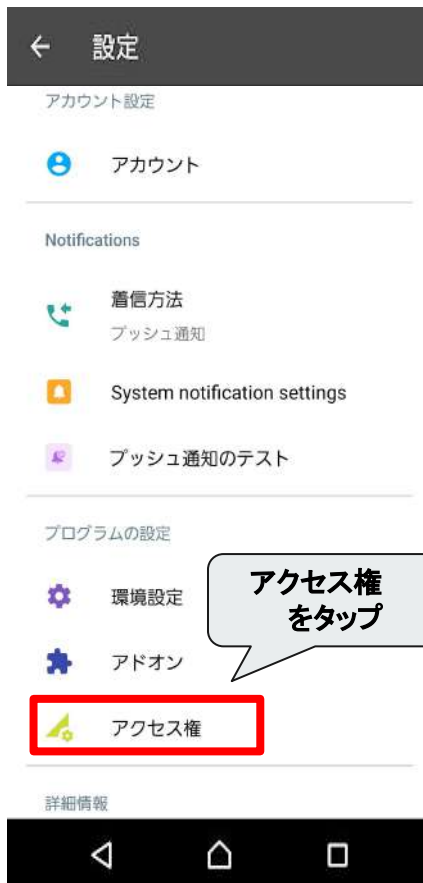 設定
アカウント設定
アカウント
Notifications
着信方法
プッシュ通知
System notification settings
プッシュ通知のテスト
プログラムの設定
環境設定
アクセス権
をタップ
アドオン
アクセス権
詳細情報